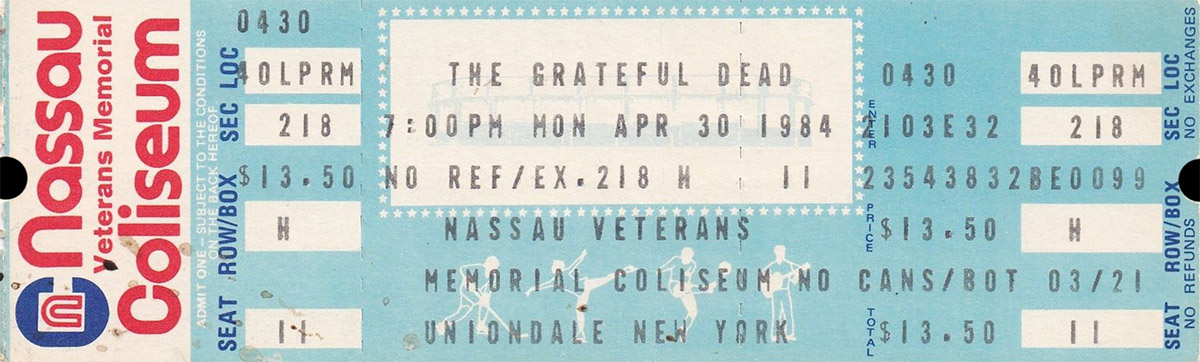 Nassau
Veterans Memorial
Coliseum
ADMIT ONE - SUBJECT TO THE CONDITIONS
ON THE BACK HEREOF
0430
SEC LOC
40LPRM
218
$13.50
SEAT ROW/BOX
H
11
THE GRATEFUL DEAD
7:00PM MON APR 30 1984
NO REF/EX. 218 H 11
NASSAU VETERANS
MEMORIAL COLISEUM NO CANS/BOT 03/21
UNIONDALE NEW YORK
0430
ENTER
2103E32
23543832BE0099
PRICE
$13.50
TOTAL
$13.50
40LPRM
218
H
11
SEC LOC
SEAT ROW/BOX
NO REFUNDS NO EXCHANGES